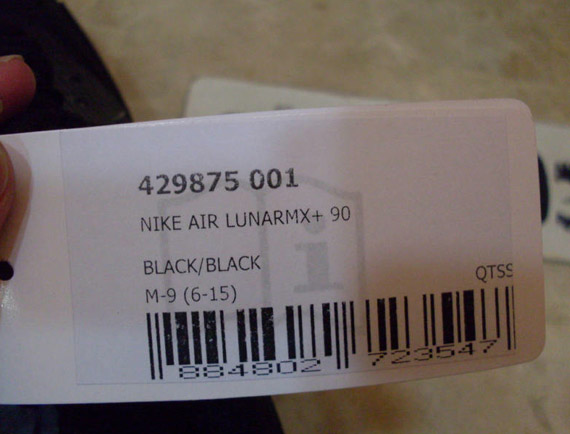 429875 001
NIKE AIR LUNARMX+ 90
BLACK/BLACK
QTSS
M-9 (6-15)
884802 723547